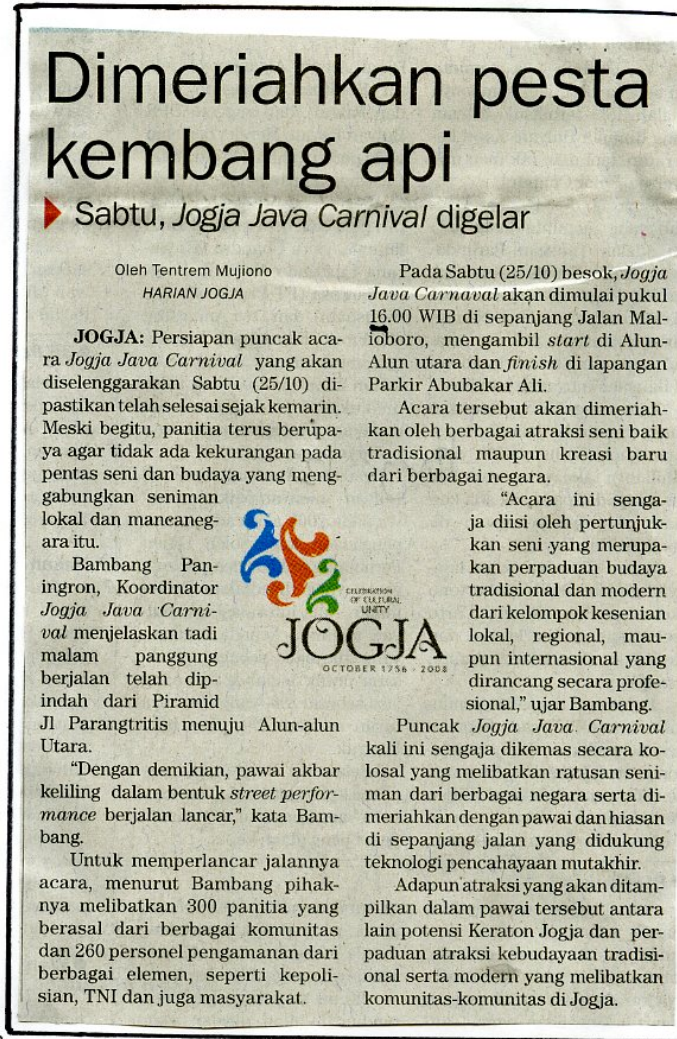 Dimeriahkan pesta
kembang api
Sabtu, Jogja Java Carnival digelar
Oleh Tentrem Mujiono
HARIAN JOGJA
JOGJA: Persiapan puncak aca-
ra Jogja Java Carnival yang akan
diselenggarakan Sabtu (25/10) di-
pastikan telah selesai sejak kemarin.
Meski begitu, panitia terus berupa-
ya agar tidak ada kekurangan pada
pentas seni dan budaya yang meng-
gabungkan seniman
lokal dan mancaneg-
ara itu.
Bambang Pan-
ingron, Koordinator
Jogja Java Carni-
val menjelaskan tadi
malam panggung
berjalan telah dip-
indah dari Piramid
Jl Parangtritis menuju Alun-alun
Utara.
“Dengan demikian, pawai akbar
keliling dalam bentuk street perfor-
mance berjalan lancar,” kata Bam-
bang.
Untuk memperlancar jalannya
acara, menurut Bambang pihak-
nya melibatkan 300 panitia yang
berasal dari berbagai komunitas
dan 260 personel pengamanan dari
berbagai elemen, seperti kepoli-
sian, TNI dan juga masyarakat.
CELEBRATION
OF CULTURAL
UNITY
JOGJA
OCTOBER 1756 - 2008
Pada Sabtu (25/10) besok, Jogja
Java Carnaval akan dimulai pukul
16.00 WIB di sepanjang Jalan Mal-
ioboro, mengambil start di Alun-
Alun utara dan finish di lapangan
Parkir Abubakar Ali.
Acara tersebut akan dimeriah-
kan oleh berbagai atraksi seni baik
tradisional maupun kreasi baru
dari berbagai negara.
“Acara ini senga-
ja diisi oleh pertunjuk-
kan seni yang merupa-
kan perpaduan budaya
tradisional dan modern
dari kelompok kesenian
lokal, regional, mau-
pun internasional yang
dirancang secara profe-
sional,” ujar Bambang.
Puncak Jogja Java Carnival
kali ini sengaja dikemas secara ko-
losal yang melibatkan ratusan seni-
man dari berbagai negara serta di-
meriahkan dengan pawai dan hiasan
di sepanjang jalan yang didukung
teknologi pencahayaan mutakhir.
Adapun atraksi yang akan ditam-
pilkan dalam pawai tersebut antara
lain potensi Keraton Jogja dan per-
paduan atraksi kebudayaan tradisi-
onal serta modern yang melibatkan
komunitas-komunitas di Jogja.